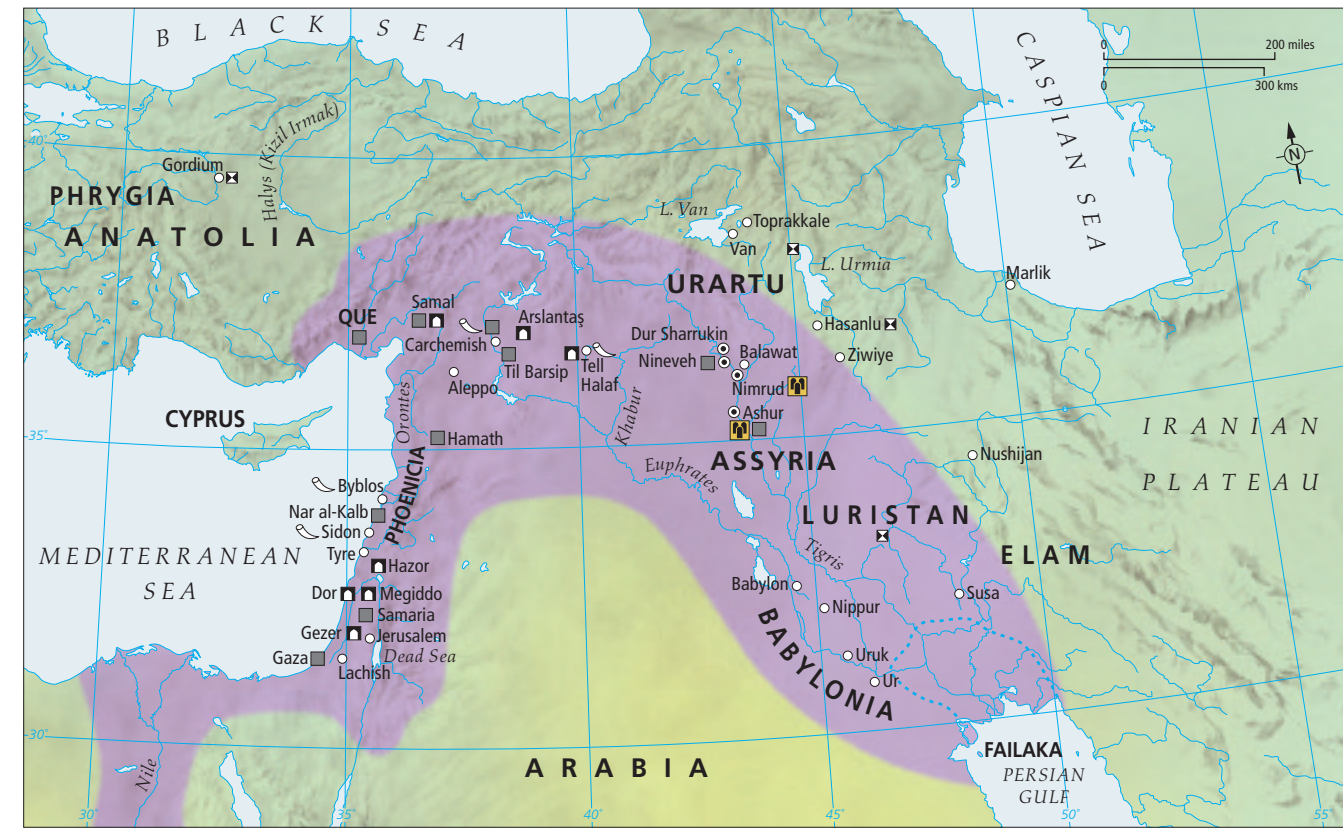 BLACK SEA
CASPIAN SEA
0 200 miles
0 300 kms
N
40°
Gordium
Halys (Kizil Irmak)
PHRYGIA
ANATOLIA
L. Van
Toprakkale
Van
L. Urmia
URARTU
Marlik
Samal
QUE
Arslantaş
Carchemish
Til Barsip
Tell
Halaf
Aleppo
Dur Sharrukin
Nineveh
Balawat
Nimrud
Hasanlu
Ziwiye
Ashur
CYPRUS
Orontes
Khabur
35°
Hamath
ASSYRIA
IRANIAN
PLATEAU
Nushijan
Euphrates
Byblos
PHOENICIA
Nar al-Kalb
Sidon
Tyre
LURISTAN
MEDITERRANEAN
SEA
Hazor
Tigris
ELAM
Dor
Megiddo
Babylon
Susa
Samaria
Nippur
Gezer
Jerusalem
Gaza
Dead Sea
Lachish
BABYLONIA
Uruk
Ur
30°
Nile
ARABIA
FAILAKA
PERSIAN
GULF
30°
35°
40°
45°
50°
55°